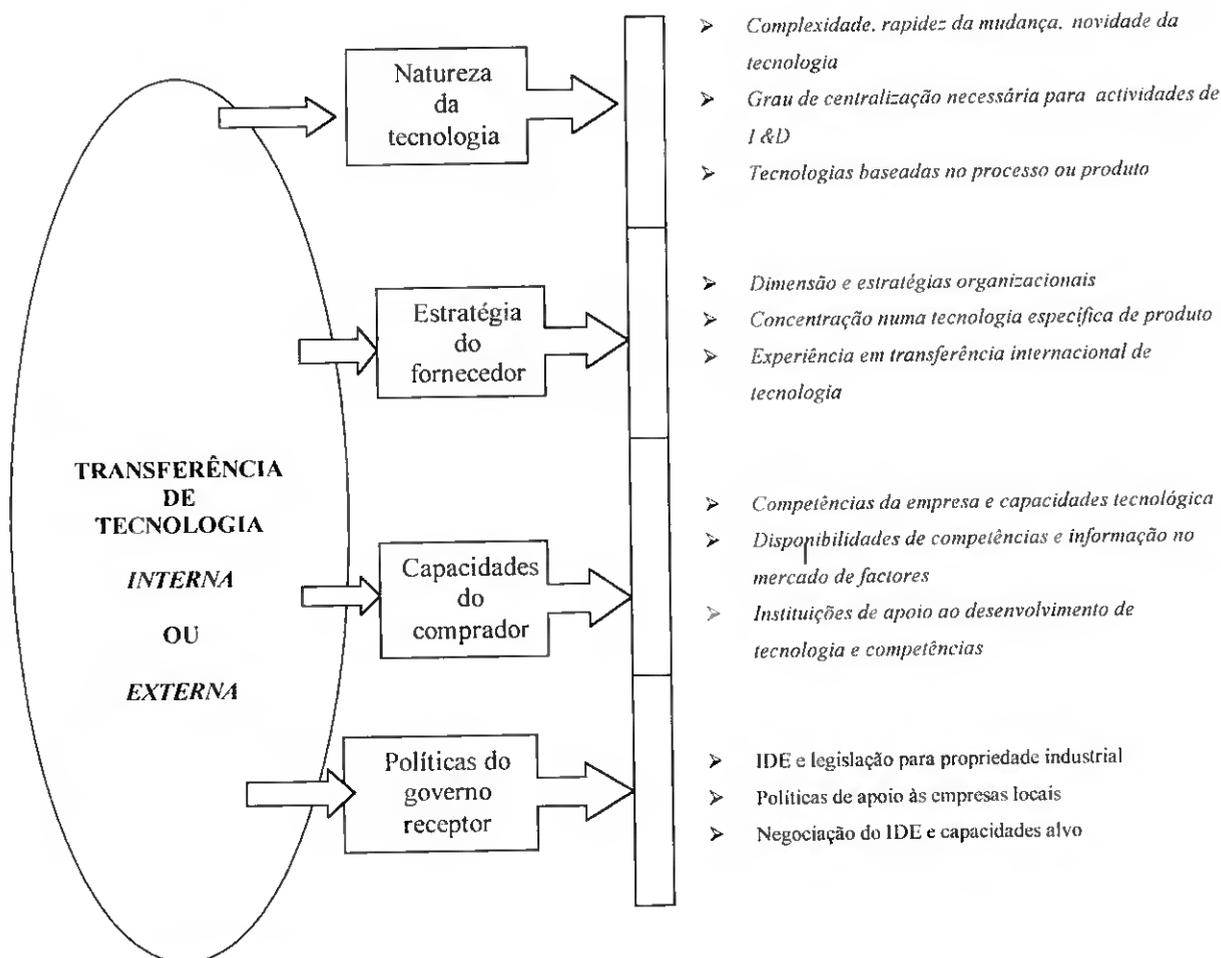 TRANSFERÊNCIA
DE
TECNOLOGIA
INTERNA
OU
EXTERNA
Natureza
da
tecnologia
➢ Complexidade. rapidez da mudança. novidade da
tecnologia
➢ Grau de centralização necessária para actividades de
I &D
➢ Tecnologias baseadas no processo ou produto
Estratégia
do
fornecedor
➢ Dimensão e estratégias organizacionais
➢ Concentração numa tecnologia específica de produto
➢ Experiência em transferência internacional de
tecnologia
Capacidades
do
comprador
➢ Competências da empresa e capacidades tecnológica
➢ Disponibilidades de competências e informação no
mercado de factores
➢ Instituições de apoio ao desenvolvimento de
tecnologia e competências
Políticas do
governo
receptor
➢ IDE e legislação para propriedade industrial
➢ Políticas de apoio às empresas locais
➢ Negociação do IDE e capacidades alvo